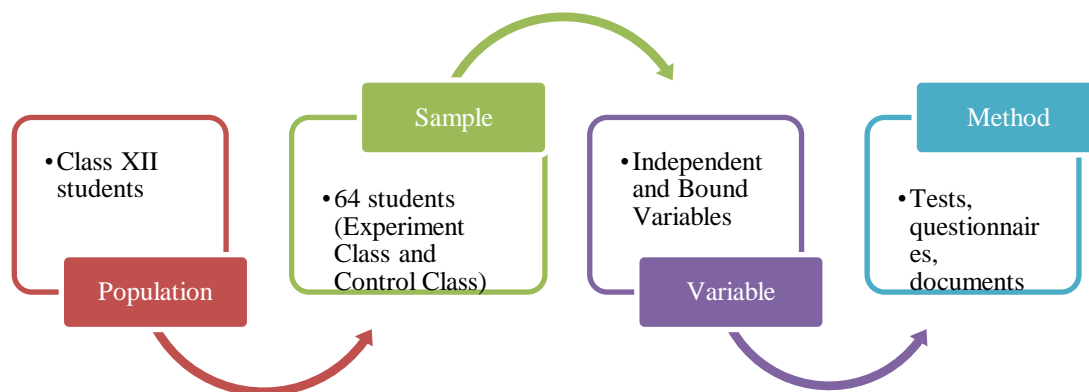 •Class XII
students
Population
Sample
•64 students
(Experiment
Class and
Control Class)
•Independent
and Bound
Variables
Variable
Method
•Tests,
questionnair
es,
documents